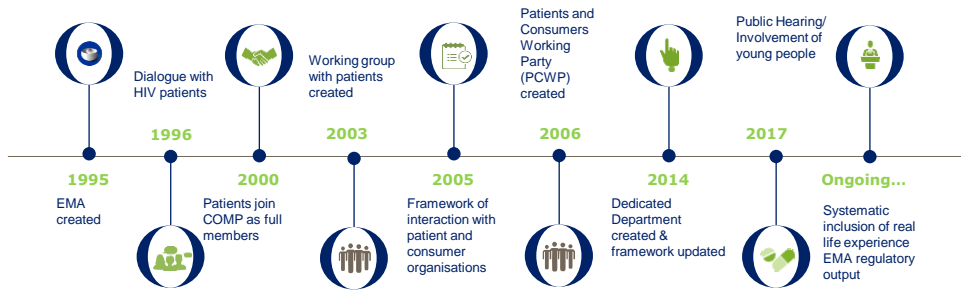 1995
EMA
created
Dialogue with
HIV patients
1996
2000
Patients join
COMP as full
members
Working group
with patients
created
2003
2005
Framework of
interaction with
patient and
consumer
organisations
Patients and
Consumers
Working
Party
(PCWP)
created
2006
2014
Dedicated
Department
created &
framework updated
Public Hearing/
Involvement of
young people
2017
Ongoing...
Systematic
inclusion of real
life experience
EMA regulatory
output